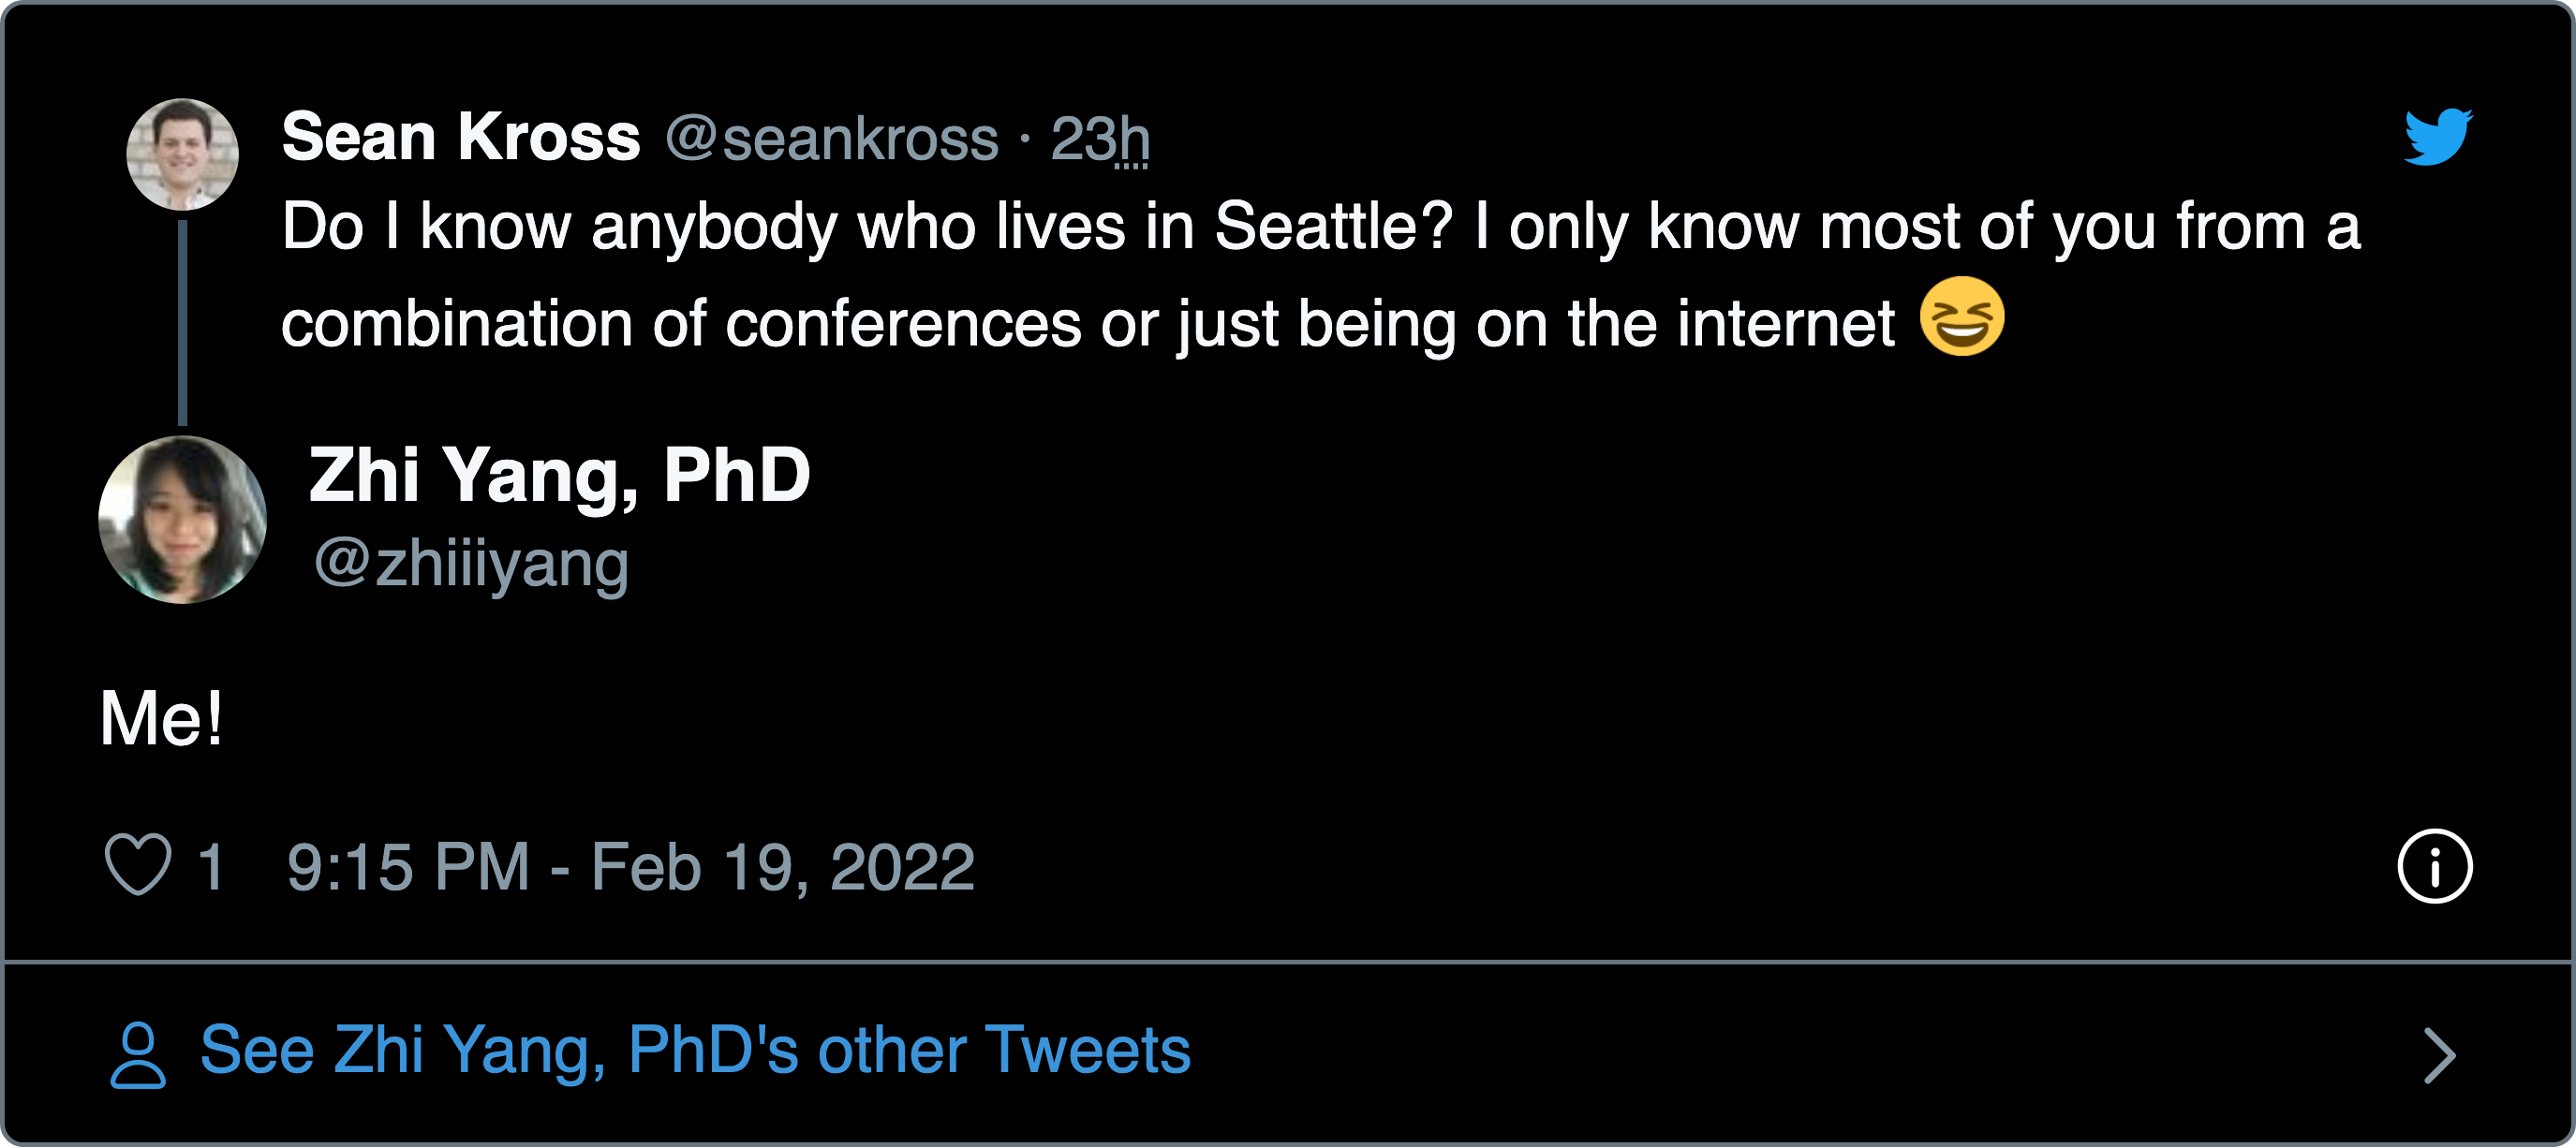 Sean Kross @seankross · 23h
Do I know anybody who lives in Seattle? I only know most of you from a
combination of conferences or just being on the internet 😆
Zhi Yang, PhD
@zhiiiyang
Me!
1 9:15 PM - Feb 19, 2022
See Zhi Yang, PhD's other Tweets